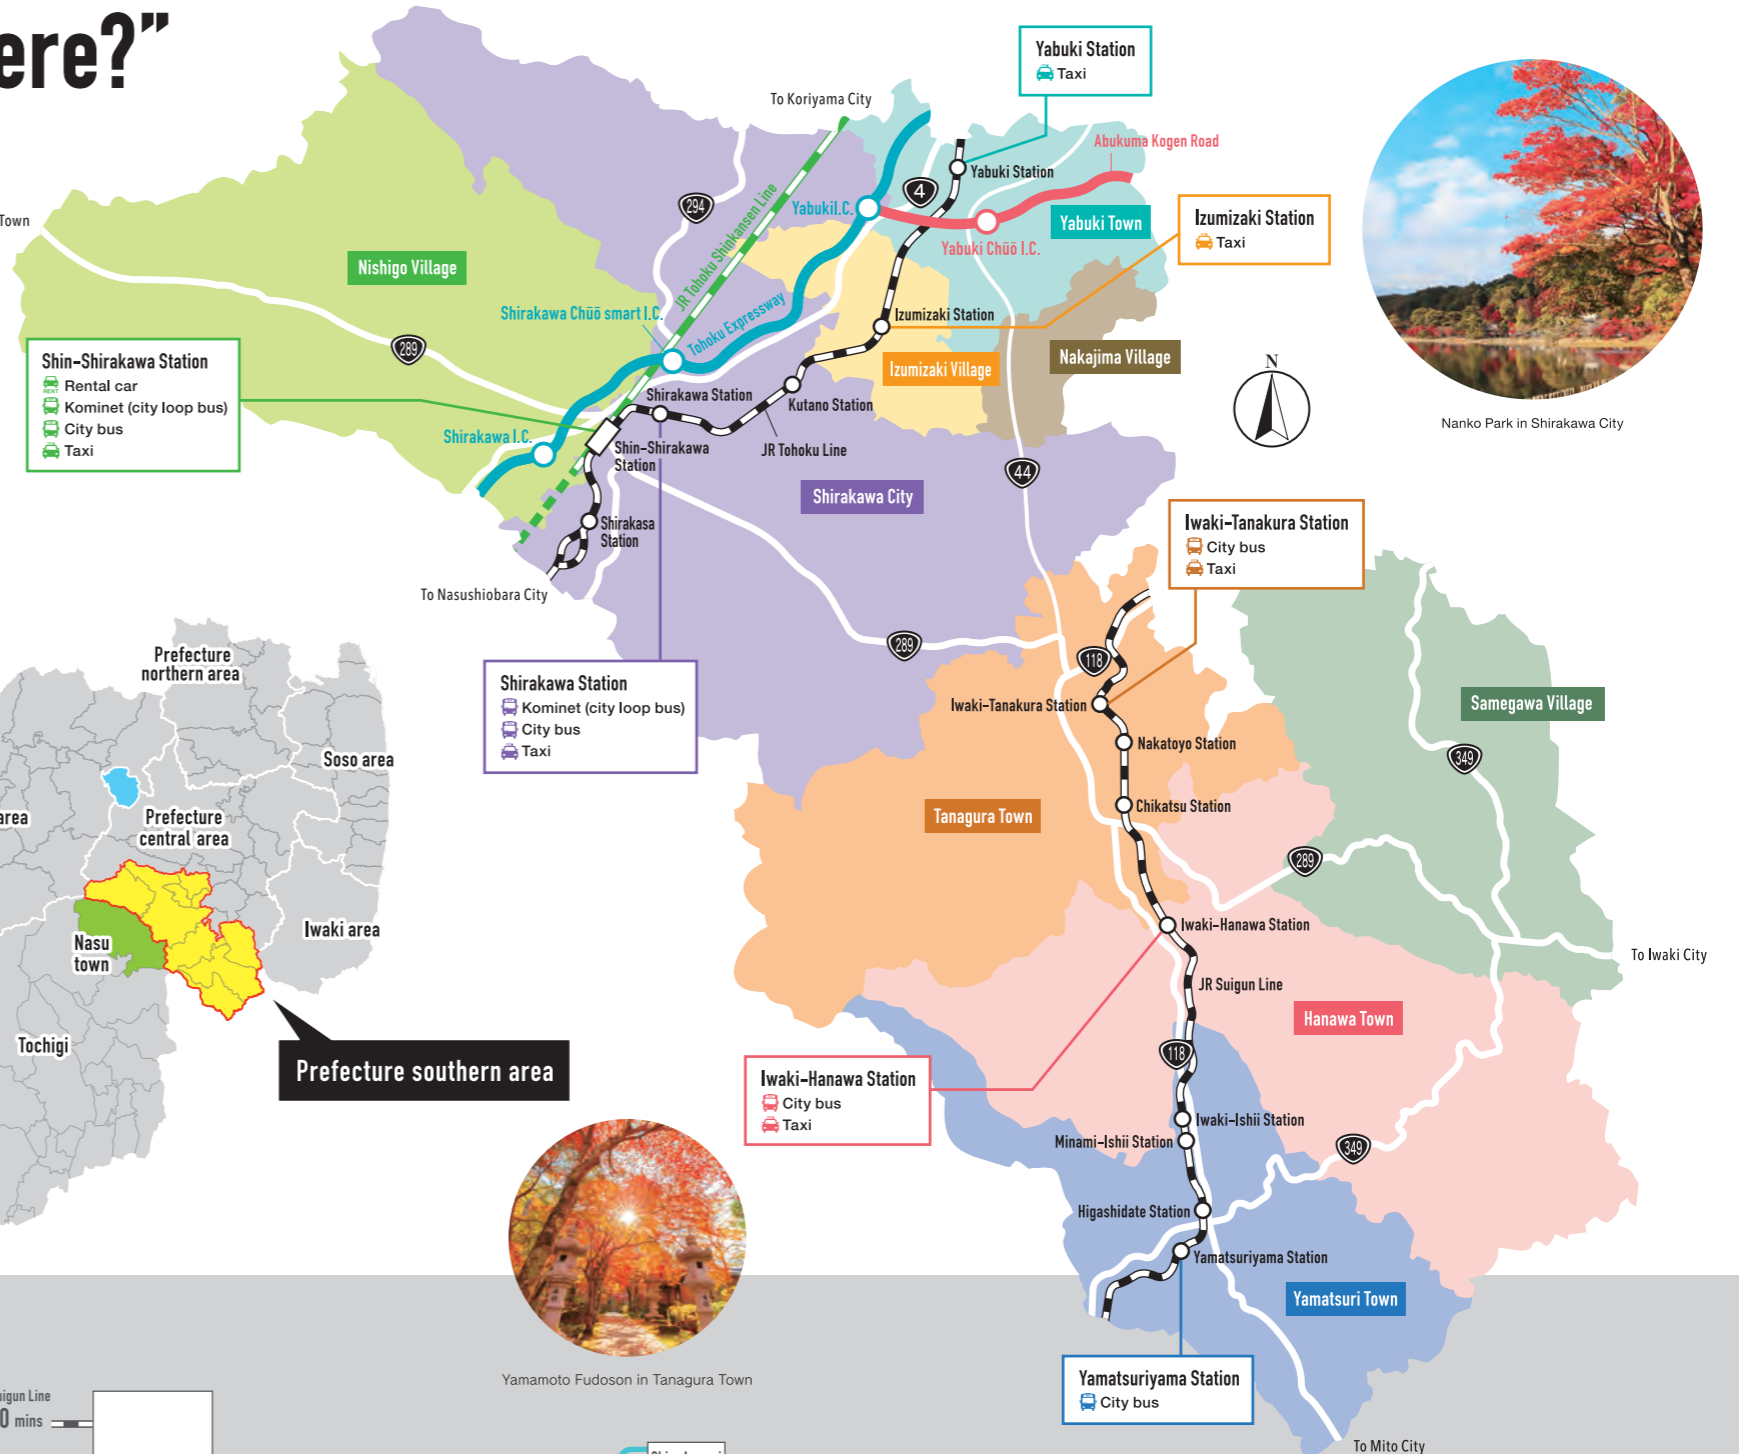 ere?”
To Koriyama City
Yabuki Station
Taxi
Abukuma Kogen Road
Yabuki Station
4
294
JR Tohoku Shinkansen Line
YabukiI.C.
Yabuki Town
Yabuki Chūō I.C.
Izumizaki Station
Taxi
Town
Nishigo Village
Shirakawa Chūō smart I.C.
Tohoku Expressway
Izumizaki Station
289
Izumizaki Village
Nakajima Village
N
Nanko Park in Shirakawa City
Shin-Shirakawa Station
RENT
Rental car
Kominet (city loop bus)
City bus
Taxi
Shirakawa Station
Kutano Station
Shirakawa I.C.
Shin-Shirakawa
Station
JR Tohoku Line
44
Shirakawa City
Shirakasa
Station
To Nasushiobara City
Iwaki-Tanakura Station
City bus
Taxi
289
118
Shirakawa Station
Kominet (city loop bus)
City bus
Taxi
Iwaki-Tanakura Station
Nakatoyo Station
Samegawa Village
349
Chikatsu Station
Tanagura Town
289
Prefecture
northern area
Soso area
area
Prefecture
central area
Nasu
town
Iwaki area
Tochigi
Prefecture southern area
Iwaki-Hanawa Station
To Iwaki City
JR Suigun Line
Hanawa Town
118
Iwaki-Hanawa Station
City bus
Taxi
Iwaki-Ishii Station
Minami-Ishii Station
349
Higashidate Station
Yamatsuriyama Station
Yamatsuri Town
Yamamoto Fudoson in Tanagura Town
Yamatsuriyama Station
City bus
To Mito City
uigun Line
0 mins